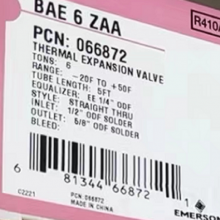 BAE 6 ZAA
R410A
PCN: 066872
THERMAL EXPANSION VALVE
TONS: 6
RANGE: -20F TO +50F
TUBE LENGTH: 5FT
EQUALIZER: EE 1/4" ODF
STYLE: STRAIGHT THRU
INLET: 1/2" ODF SOLDER
OUTLET: 5/8" ODF SOLDER
BLEED:
6 81344 66872 1
C2221
PCN 066872
MADE IN CHINA
PCN 066872
EMERSON